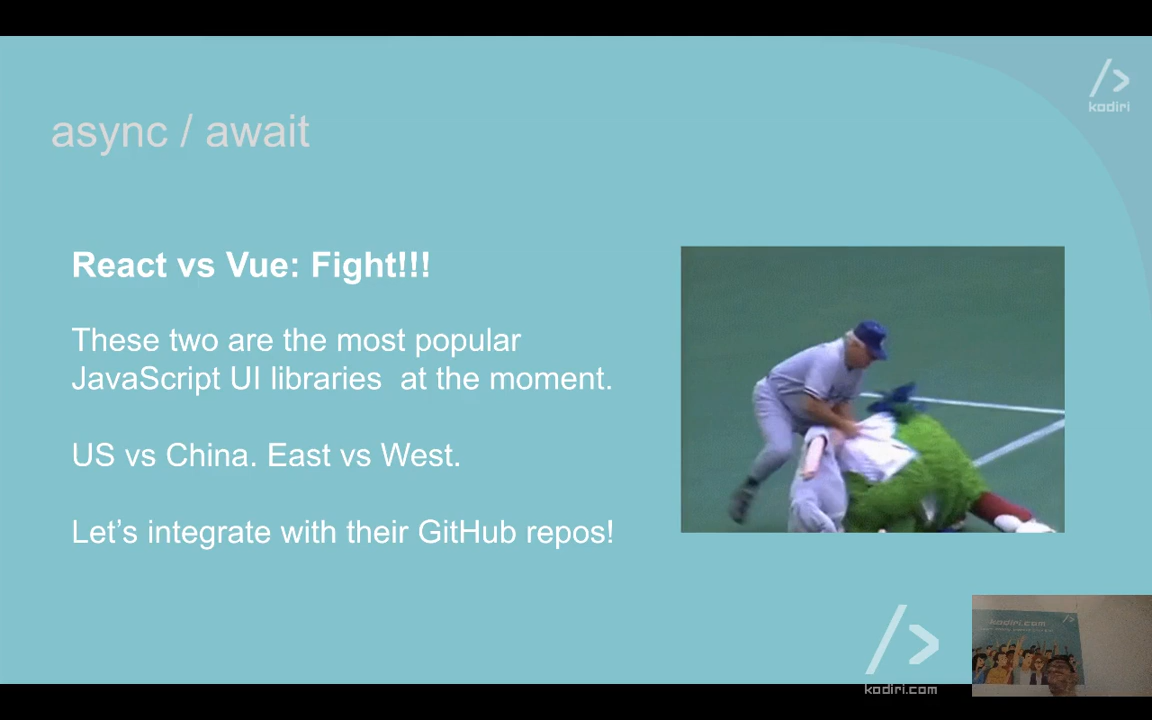 kodiri
async / await
React vs Vue: Fight!!!
These two are the most popular
JavaScript UI libraries  at the moment.
US vs China. East vs West.
Let’s integrate with their GitHub repos!
kodiri.com
kodiri.com